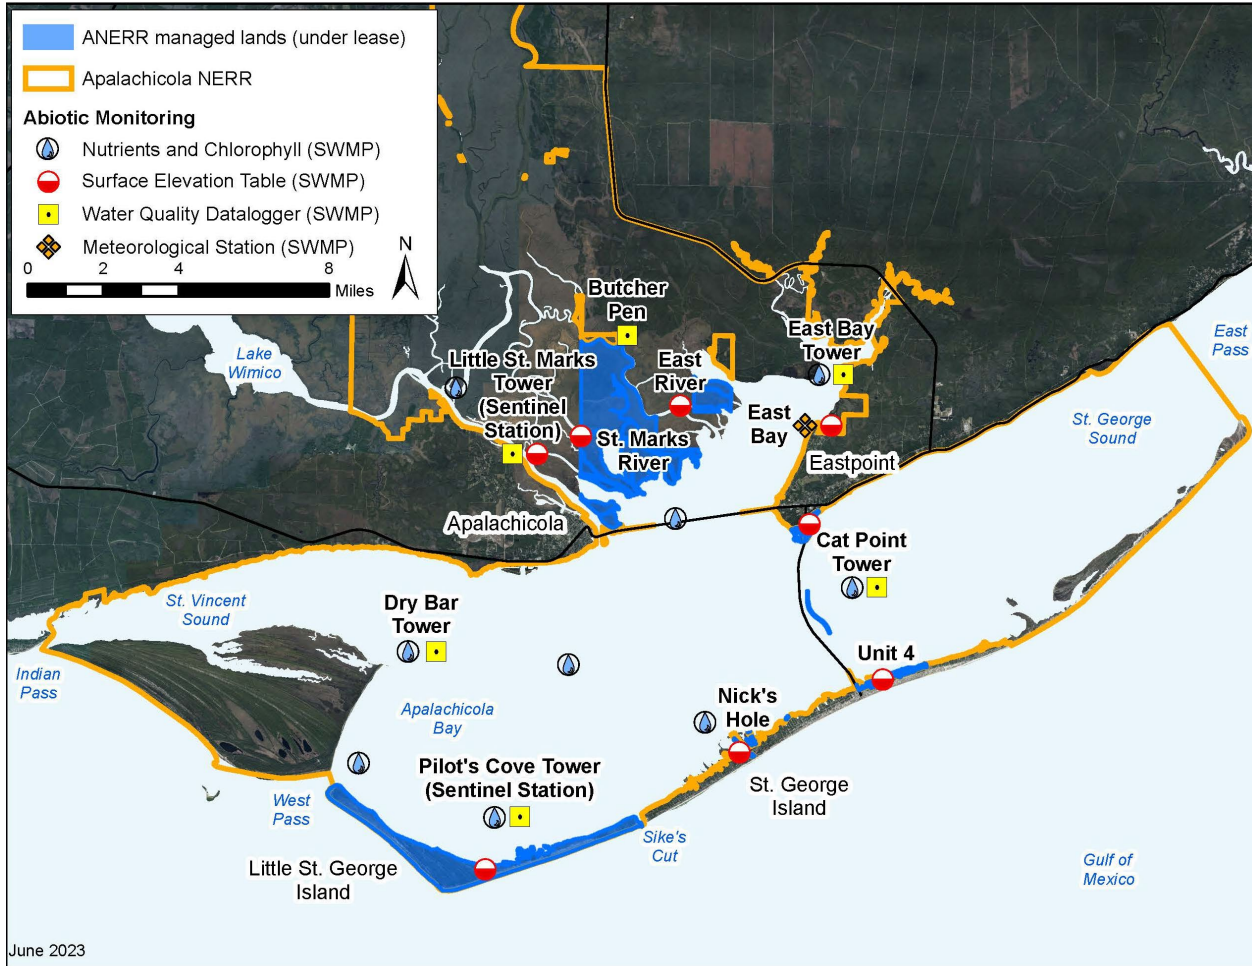 ANERR managed lands (under lease)
Apalachicola NERR
Abiotic Monitoring
Nutrients and Chlorophyll (SWMP)
Surface Elevation Table (SWMP)
Water Quality Datalogger (SWMP)
Meteorological Station (SWMP)
N
0 2 4 8
Miles
Butcher
Pen
East Bay
Tower
East
Pass
Lake
Wimico
Little St. Marks
Tower
(Sentinel
Station)
East
River
St. George
Sound
East
Bay
St. Marks
River
Eastpoint
Apalachicola
Cat Point
Tower
St. Vincent
Sound
Dry Bar
Tower
Unit 4
Indian
Pass
Nick's
Hole
Apalachicola
Bay
Pilot's Cove Tower
(Sentinel Station)
St. George
Island
West
Pass
Sike's
Cut
Little St. George
Island
Gulf of
Mexico
June 2023